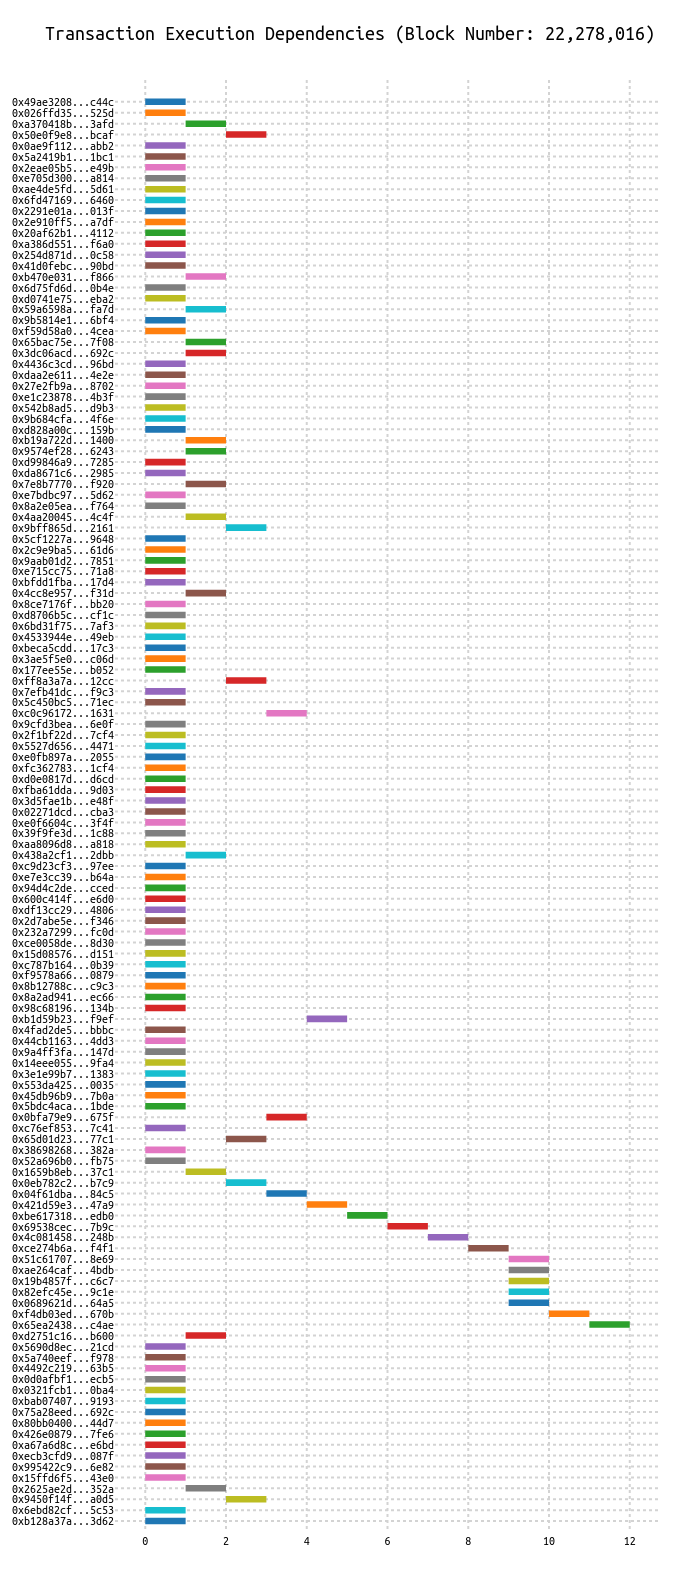 Transaction Execution Dependencies (Block Number: 22,278,016)
0x49ae3208...c44c
0x026ffd35...525d
0xa370418b...3afd
0x50e0f9e8...bcaf
0x0ae9f112...abb2
0x5a2419b1...1bc1
0x2eae05b5...e49b
0xe705d300...a814
0xae4de5fd...5d61
0x6fd47169...6460
0x2291e01a...013f
0x2e910ff5...a7df
0x20af62b1...4112
0xa386d551...f6a0
0x254d871d...0c58
0x41d0febc...90bd
0xb470e031...f866
0x6d75fd6d...0b4e
0xd0741e75...eba2
0x59a6598a...fa7d
0x9b5814e1...6bf4
0xf59d58a0...4cea
0x65bac75e...7f08
0x3dc06acd...692c
0x4436c3cd...96bd
0xdaa2e611...4e2e
0x27e2fb9a...8702
0xe1c23878...4b3f
0x542b8ad5...d9b3
0x9b684cfa...4f6e
0xd828a00c...159b
0xb19a722d...1400
0x9574ef28...6243
0xd99846a9...7285
0xda8671c6...2985
0x7e8b7770...f920
0xe7bdbc97...5d62
0x8a2e05ea...f764
0x4aa20045...4c4f
0x9bff865d...2161
0x5cf1227a...9648
0x2c9e9ba5...61d6
0x9aab01d2...7851
0xe715cc75...71a8
0xbfdd1fba...17d4
0x4cc8e957...f31d
0x8ce7176f...bb20
0xd8706b5c...cf1c
0x6bd31f75...7af3
0x4533944e...49eb
0xbeca5cdd...17c3
0x3ae5f5e0...c06d
0x177ee55e...b052
0xff8a3a7a...12cc
0x7efb41dc...f9c3
0x5c450bc5...71ec
0xc0c96172...1631
0x9cfd3bea...6e0f
0x2f1bf22d...7cf4
0x5527d656...4471
0xe0fb897a...2055
0xfc362783...1cf4
0xd0e0817d...d6cd
0xfba61dda...9d03
0x3d5fae1b...e48f
0x02271dcd...cba3
0xe0f6604c...3f4f
0x39f9fe3d...1c88
0xaa8096d8...a818
0x438a2cf1...2dbb
0xc9d23cf3...97ee
0xe7e3cc39...b64a
0x94d4c2de...cced
0x600c414f...e6d0
0xdf13cc29...4806
0x2d7abe5e...f346
0x232a7299...fc0d
0xce0058de...8d30
0x15d08576...d151
0xc787b164...0b39
0xf9578a66...0879
0x8b12788c...c9c3
0x8a2ad941...ec66
0x98c68196...134b
0xb1d59b23...f9ef
0x4fad2de5...bbbc
0x44cb1163...4dd3
0x9a4ff3fa...147d
0x14eee055...9fa4
0x3e1e99b7...1383
0x553da425...0035
0x45db96b9...7b0a
0x5bdc4aca...1bde
0x0bfa79e9...675f
0xc76ef853...7c41
0x65d01d23...77c1
0x38698268...382a
0x52a696b0...fb75
0x1659b8eb...37c1
0x0eb782c2...b7c9
0x04f61dba...84c5
0x421d59e3...47a9
0xbe617318...edb0
0x69538cec...7b9c
0x4c081458...248b
0xce274b6a...f4f1
0x51c61707...8e69
0xae264caf...4bdb
0x19b4857f...c6c7
0x82efc45e...9c1e
0x0689621d...64a5
0xf4db03ed...670b
0x65ea2438...c4ae
0xd2751c16...b600
0x5690d8ec...21cd
0x5a740eef...f978
0x4492c219...63b5
0x0d0afbf1...ecb5
0x0321fcb1...0ba4
0xbab07407...9193
0x75a28eed...692c
0x80bb0400...44d7
0x426e0879...7fe6
0xa67a6d8c...e6bd
0xecb3cfd9...087f
0x995422c9...6e82
0x15ffd6f5...43e0
0x2625ae2d...352a
0x9450f14f...a0d5
0x6ebd82cf...5c53
0xb128a37a...3d62
0 2 4 6 8 10 12